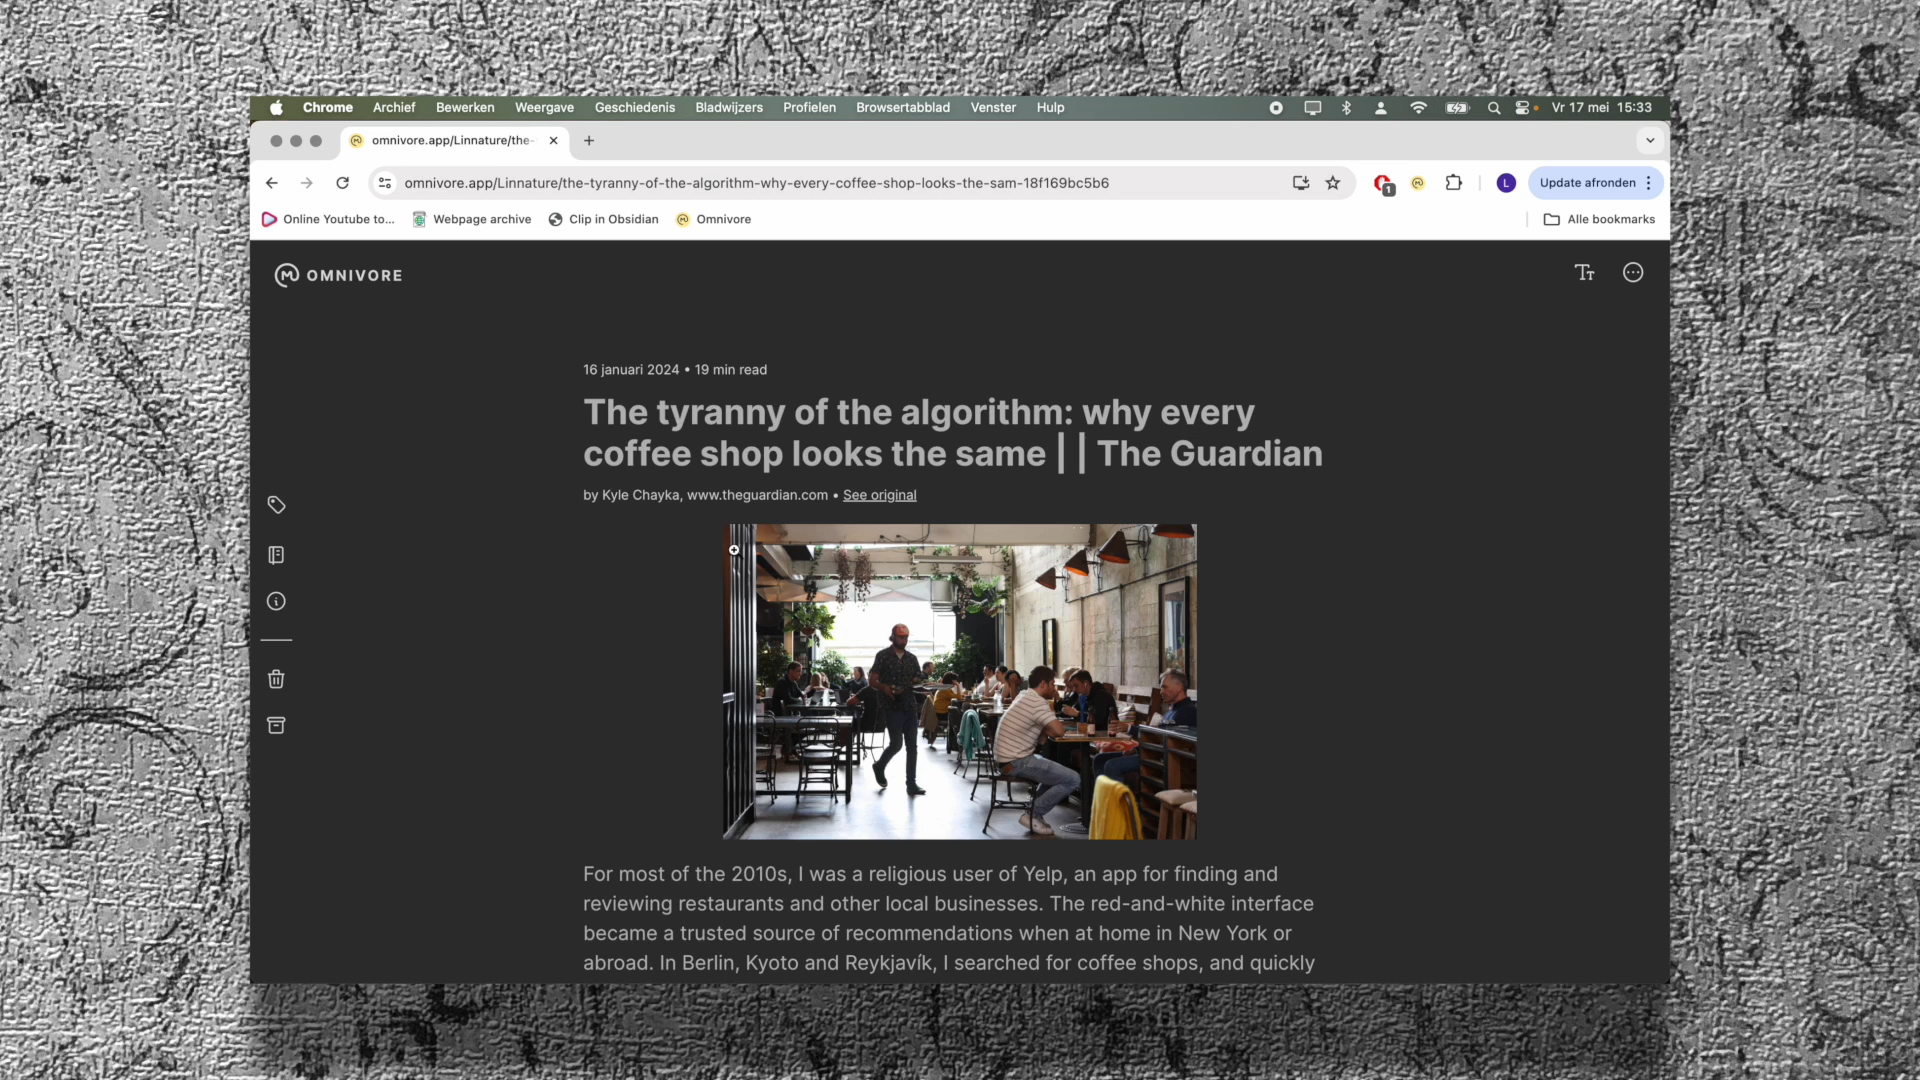 Chrome Archief Bewerken Weergave Geschiedenis Bladwijzers Profielen Browsertabblad Venster Hulp Vr 17 mei 15:33
omnivore.app/Linnature/the-
omnivore.app/Linnature/the-tyranny-of-the-algorithm-why-every-coffee-shop-looks-the-sam-18f169bc5b6 1 L Update afronden
Online Youtube to... Webpage archive Clip in Obsidian Omnivore Alle bookmarks
OMNIVORE
16 januari 2024 • 19 min read
The tyranny of the algorithm: why every
coffee shop looks the same | | The Guardian
by Kyle Chayka, www.theguardian.com • See original
For most of the 2010s, I was a religious user of Yelp, an app for finding and
reviewing restaurants and other local businesses. The red-and-white interface
became a trusted source of recommendations when at home in New York or
abroad. In Berlin, Kyoto and Reykjavík, I searched for coffee shops, and quickly